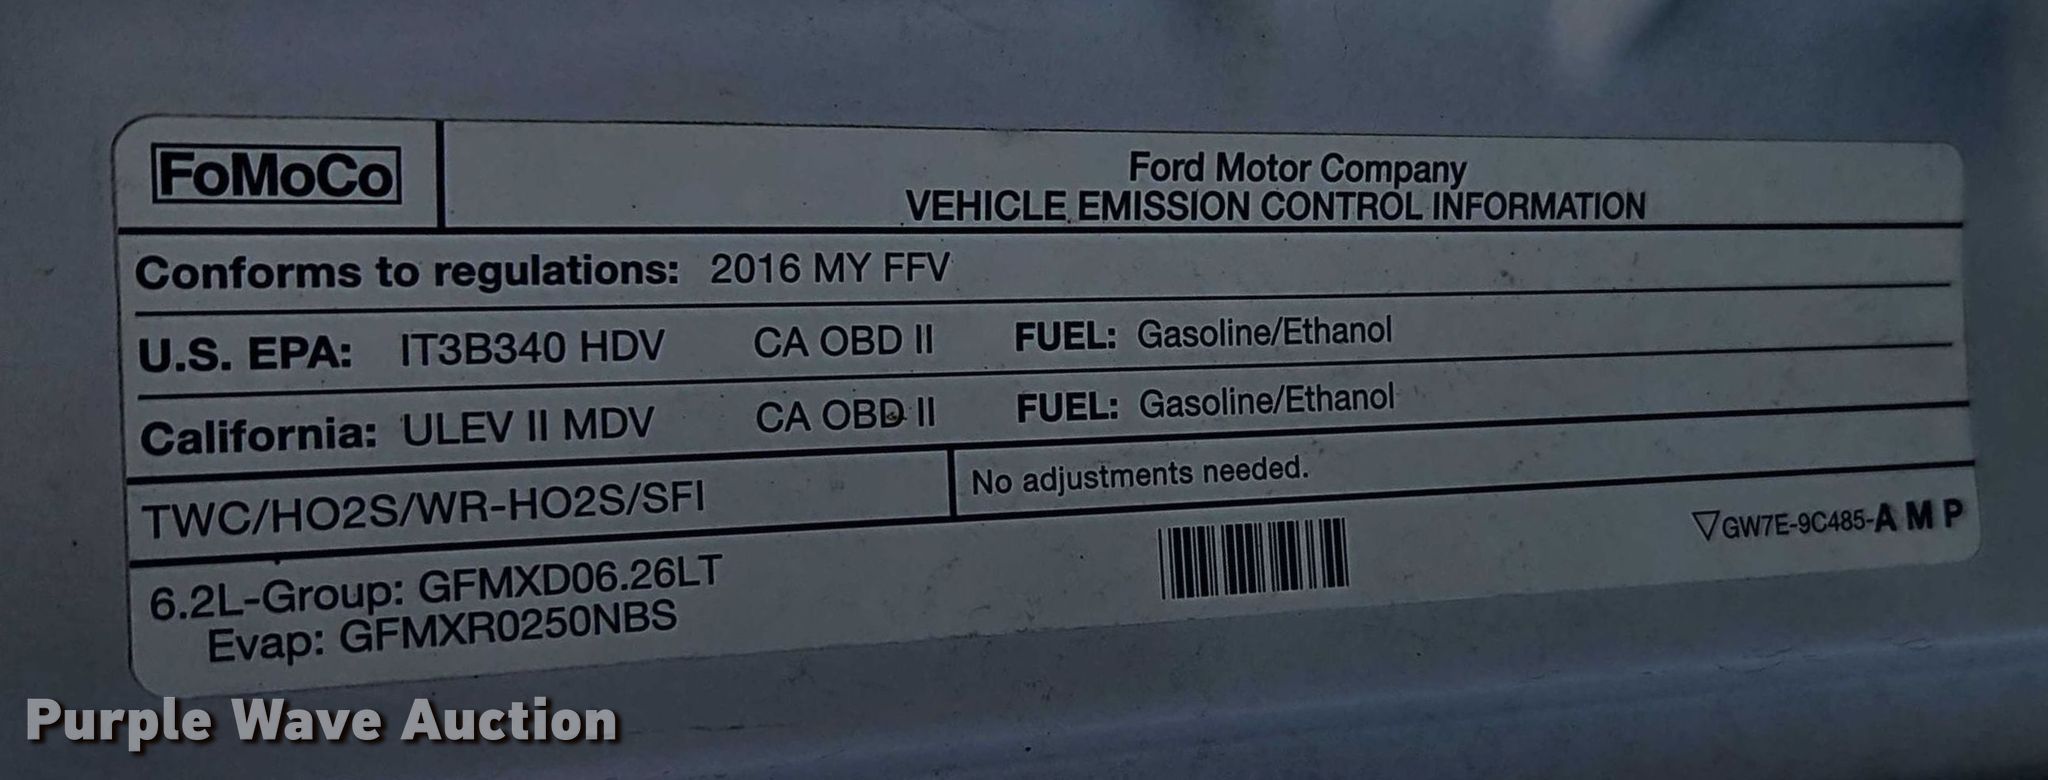 FoMoCo
Ford Motor Company
VEHICLE EMISSION CONTROL INFORMATION
Conforms to regulations: 2016 MY FFV
U.S. EPA: IT3B340 HDV CA OBD II FUEL: Gasoline/Ethanol
California: ULEV II MDV CA OBD II FUEL: Gasoline/Ethanol
TWC/HO2S/WR-HO2S/SFI No adjustments needed.
6.2L-Group: GFMXD06.26LT
Evap: GFMXR0250NBS
▽GW7E-9C485-A M P
Purple Wave Auction